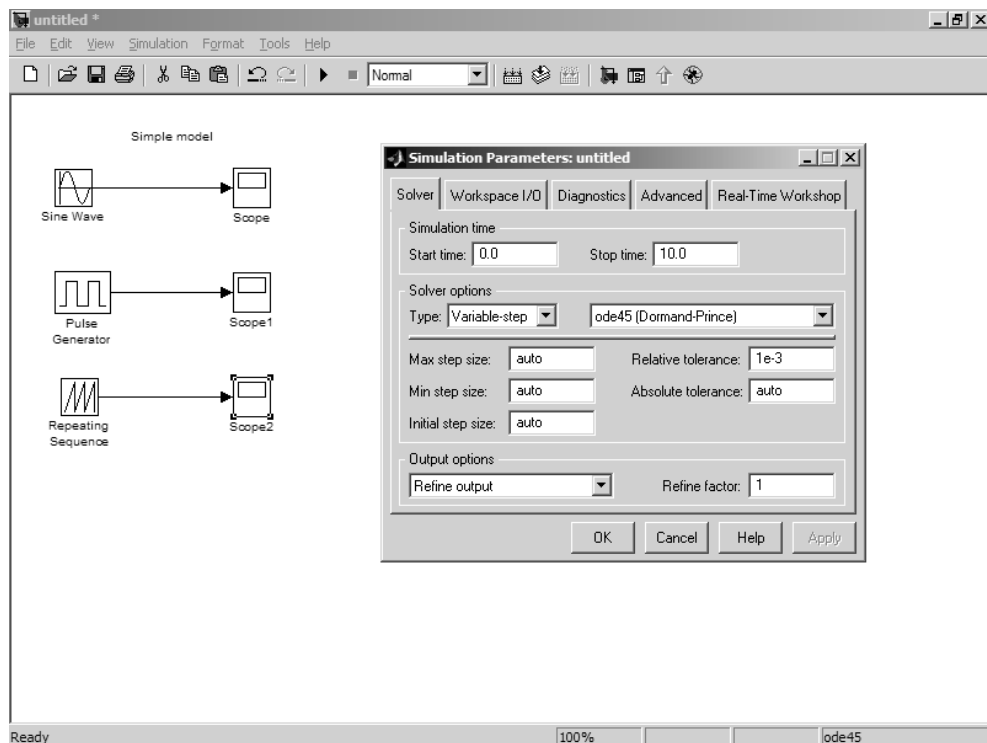 untitled *
File Edit View Simulation Format Tools Help
Normal
Simple model
Sine Wave
Scope
Pulse
Generator
Scope1
Repeating
Sequence
Scope2
Simulation Parameters: untitled
Solver Workspace I/O Diagnostics Advanced Real-Time Workshop
Simulation time
Start time: 0.0 Stop time: 10.0
Solver options
Type: Variable-step ode45 (Dormand-Prince)
Max step size: auto Relative tolerance: 1e-3
Min step size: auto Absolute tolerance: auto
Initial step size: auto
Output options
Refine output Refine factor: 1
OK Cancel Help Apply
Ready 100% ode45